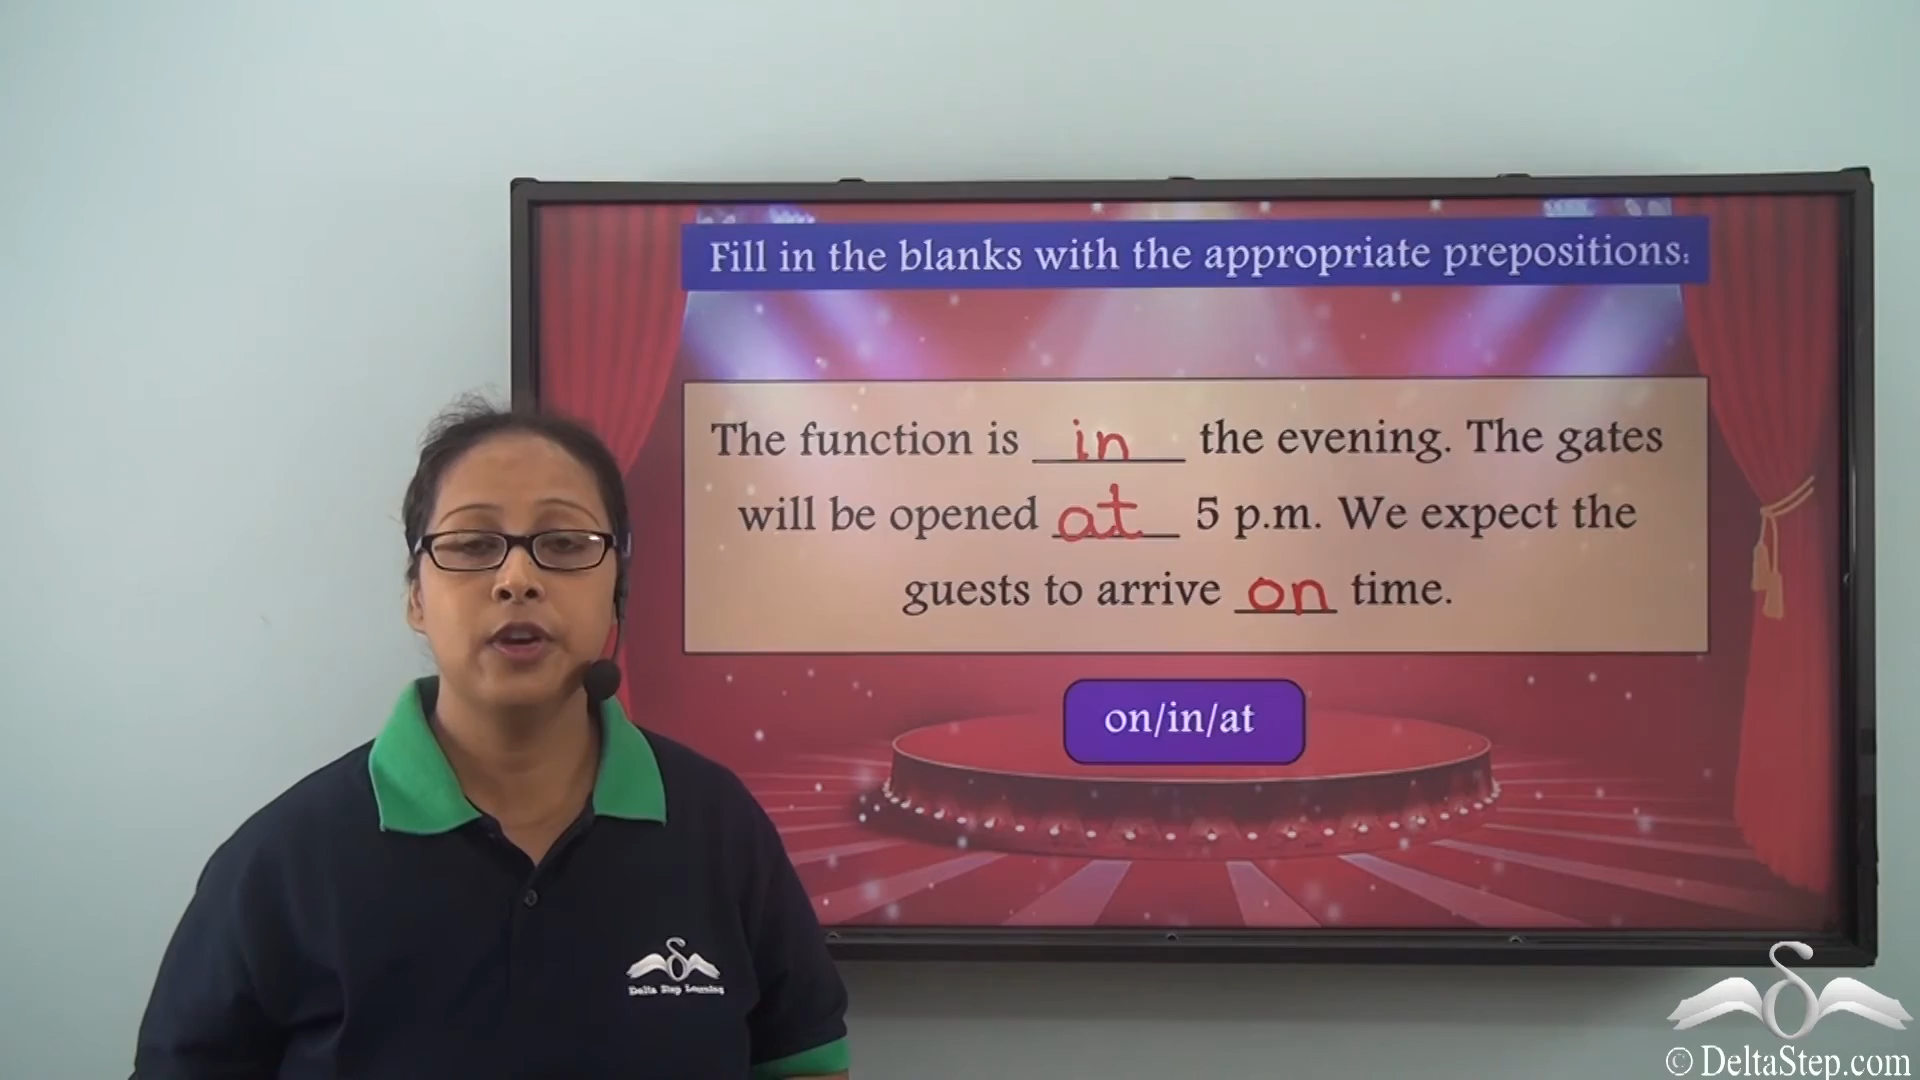 Fill in the blanks with the appropriate prepositions:
The function is in the evening. The gates
will be opened at 5 p.m. We expect the
guests to arrive on time.
on/in/at
Delta Step Learning
© DeltaStep.com